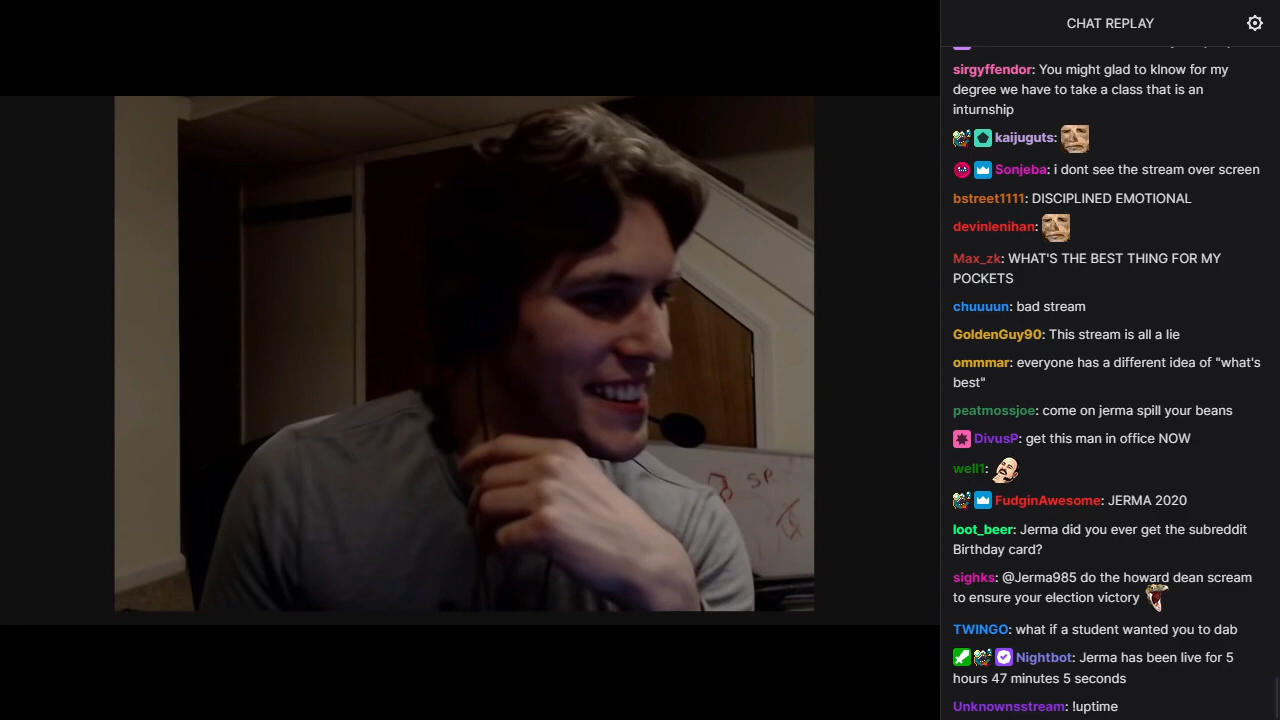 CHAT REPLAY
sirgyffendor: You might glad to klnow for my
degree we have to take a class that is an
inturnship
kaijuguts:
Sonjeba: i dont see the stream over screen
bstreet1111: DISCIPLINED EMOTIONAL
devinlenihan:
Max_zk: WHAT'S THE BEST THING FOR MY
POCKETS
chuuuun: bad stream
GoldenGuy90: This stream is all a lie
ommmar: everyone has a different idea of "what's
best"
peatmossjoe: come on jerma spill your beans
DivusP: get this man in office NOW
well1:
FudginAwesome: JERMA 2020
loot_beer: Jerma did you ever get the subreddit
Birthday card?
sighks: @Jerma985 do the howard dean scream
to ensure your election victory
TWINGO: what if a student wanted you to dab
Nightbot: Jerma has been live for 5
hours 47 minutes 5 seconds
Unknownsstream: !uptime